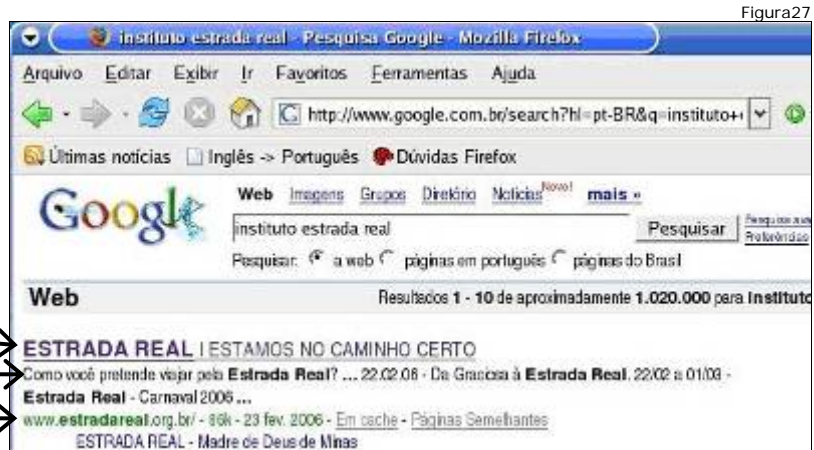 Figura27
instituto estrada real - Pesquisa Google - Mozilla Firefox
Arquivo Editar Exibir Ir Favoritos Ferramentas Ajuda
http://www.google.com.br/search?hl=pt-BR&q=instituto+
Últimas notícias Inglês -> Português Dúvidas Firefox
Google
Web Imagens Grupos Diretório Notícias Novo! mais »
instituto estrada real Pesquisar Preferências
Pesquisar: a web páginas em português páginas do Brasil
Web Resultados 1 - 10 de aproximadamente 1.020.000 para instituto
ESTRADA REAL | ESTAMOS NO CAMINHO CERTO
Como você pretende viajar pela Estrada Real? ... 22.02.06 - Da Graciosa à Estrada Real. 22/02 a 01/03 -
Estrada Real - Carnaval 2006 ...
www.estradareal.org.br/ - 86k - 23 fev. 2006 - Em cache - Páginas Semelhantes
ESTRADA REAL - Madre de Deus de Minas